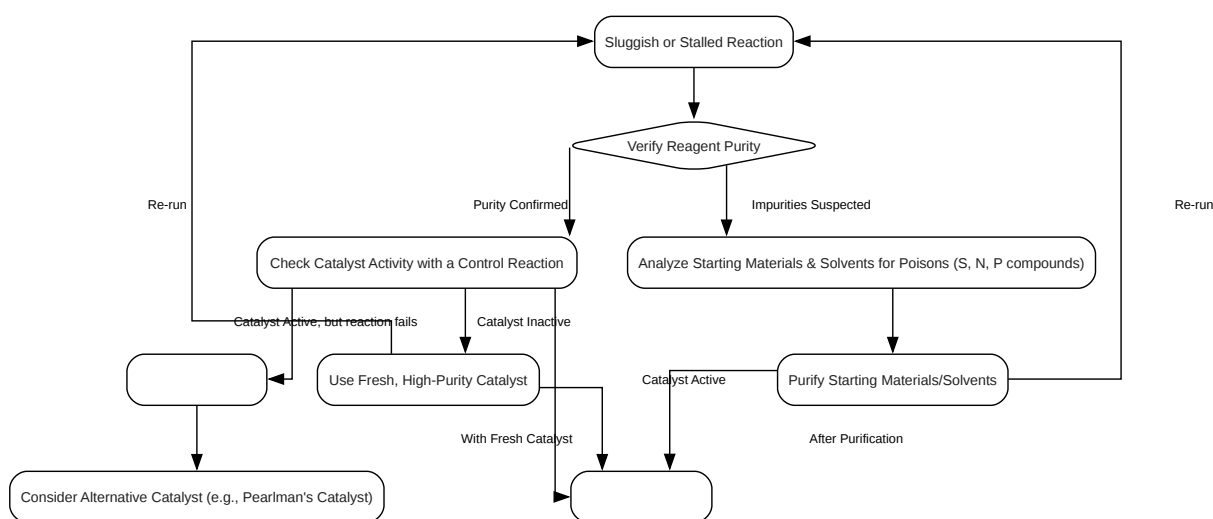 Sluggish or Stalled Reaction
Verify Reagent Purity
Re-run
Purity Confirmed
Impurities Suspected
Re-run
Check Catalyst Activity with a Control Reaction
Analyze Starting Materials & Solvents for Poisons (S, N, P compounds)
Catalyst Active, but reaction fails
Catalyst Inactive
Use Fresh, High-Purity Catalyst
Catalyst Active
Purify Starting Materials/Solvents
With Fresh Catalyst
After Purification
Consider Alternative Catalyst (e.g., Pearlman's Catalyst)